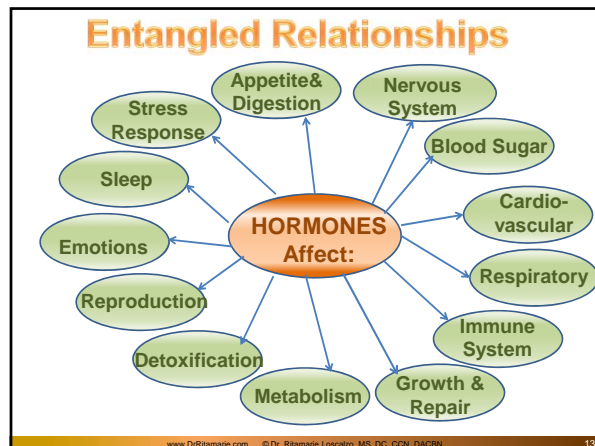 Entangled Relationships
Appetite&
Digestion
Nervous
System
Stress
Response
Blood Sugar
Sleep
Cardio-
vascular
HORMONES
Affect:
Emotions
Respiratory
Reproduction
Immune
System
Detoxification
Metabolism
Growth &
Repair
www.DrRitamarie.com © Dr. Ritamarie Loscalzo, MS, DC, CCN, DACBN 13